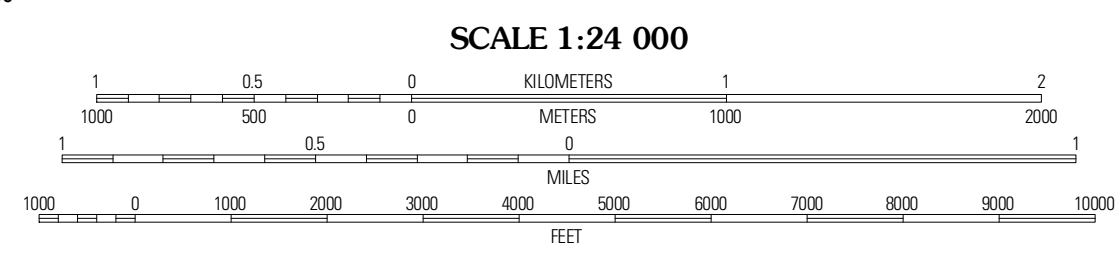 SCALE 1:24 000
1 0.5 0 KILOMETERS 1 2
1000 500 0 METERS 1000 2000
1 0.5 0 1
MILES
1000 0 1000 2000 3000 4000 5000 6000 7000 8000 9000 10000
FEET